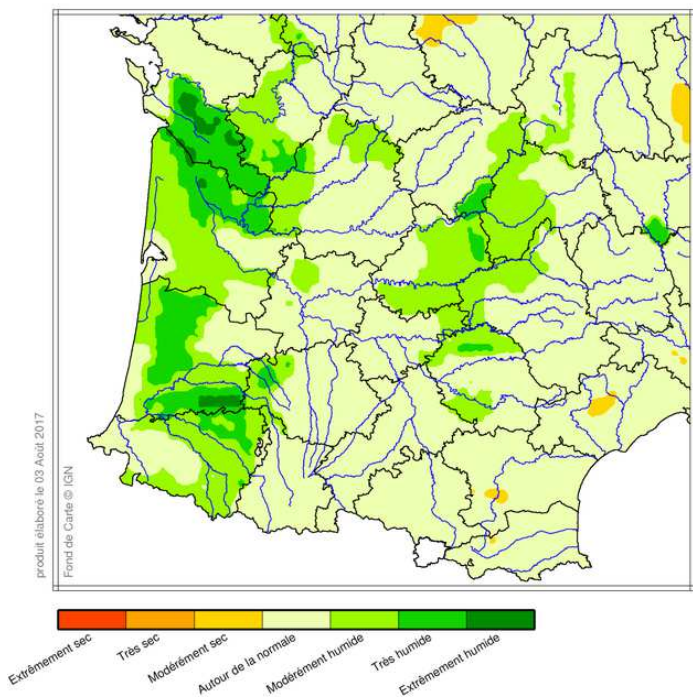 produit élaboré le 03 Août 2017
Fond de Carte © IGN
Extrêmement sec
Très sec
Modérément sec
Autour de la normale
Modérément humide
Très humide
Extrêmement humide